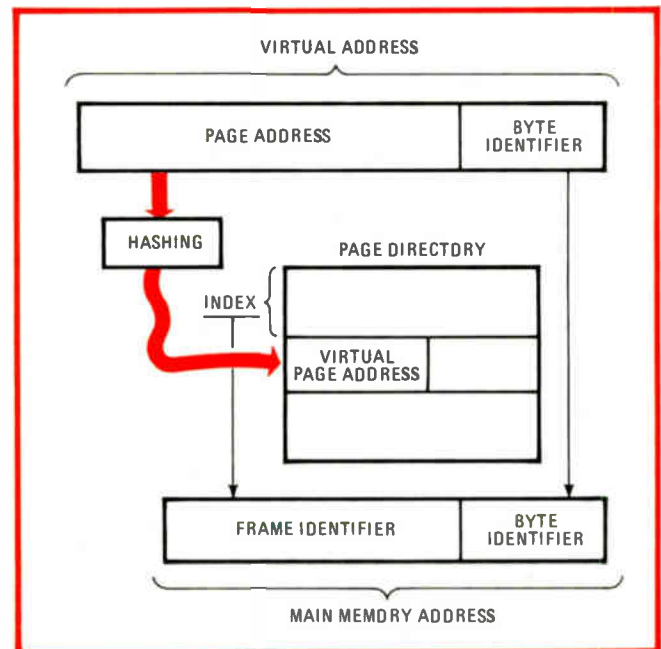 VIRTUAL ADDRESS
PAGE ADDRESS
BYTE
IDENTIFIER
HASHING
PAGE DIRECTORY
INDEX
VIRTUAL
PAGE ADDRESS
FRAME IDENTIFIER
BYTE
IDENTIFIER
MAIN MEMORY ADDRESS